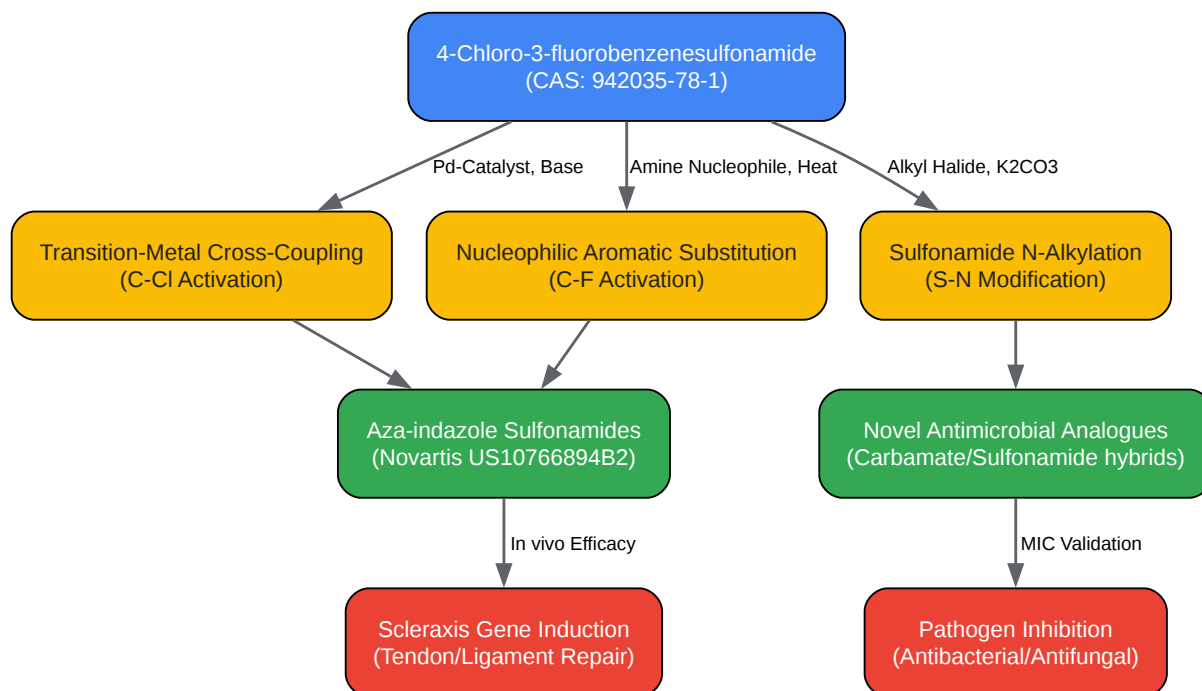 4-Chloro-3-fluorobenzenesulfonamide
(CAS: 942035-78-1)
Pd-Catalyst, Base
Amine Nucleophile, Heat
Alkyl Halide, K2CO3
Transition-Metal Cross-Coupling
(C-Cl Activation)
Nucleophilic Aromatic Substitution
(C-F Activation)
Sulfonamide N-Alkylation
(S-N Modification)
Aza-indazole Sulfonamides
(Novartis US10766894B2)
Novel Antimicrobial Analogues
(Carbamate/Sulfonamide hybrids)
In vivo Efficacy
MIC Validation
Scleraxis Gene Induction
(Tendon/Ligament Repair)
Pathogen Inhibition
(Antibacterial/Antifungal)